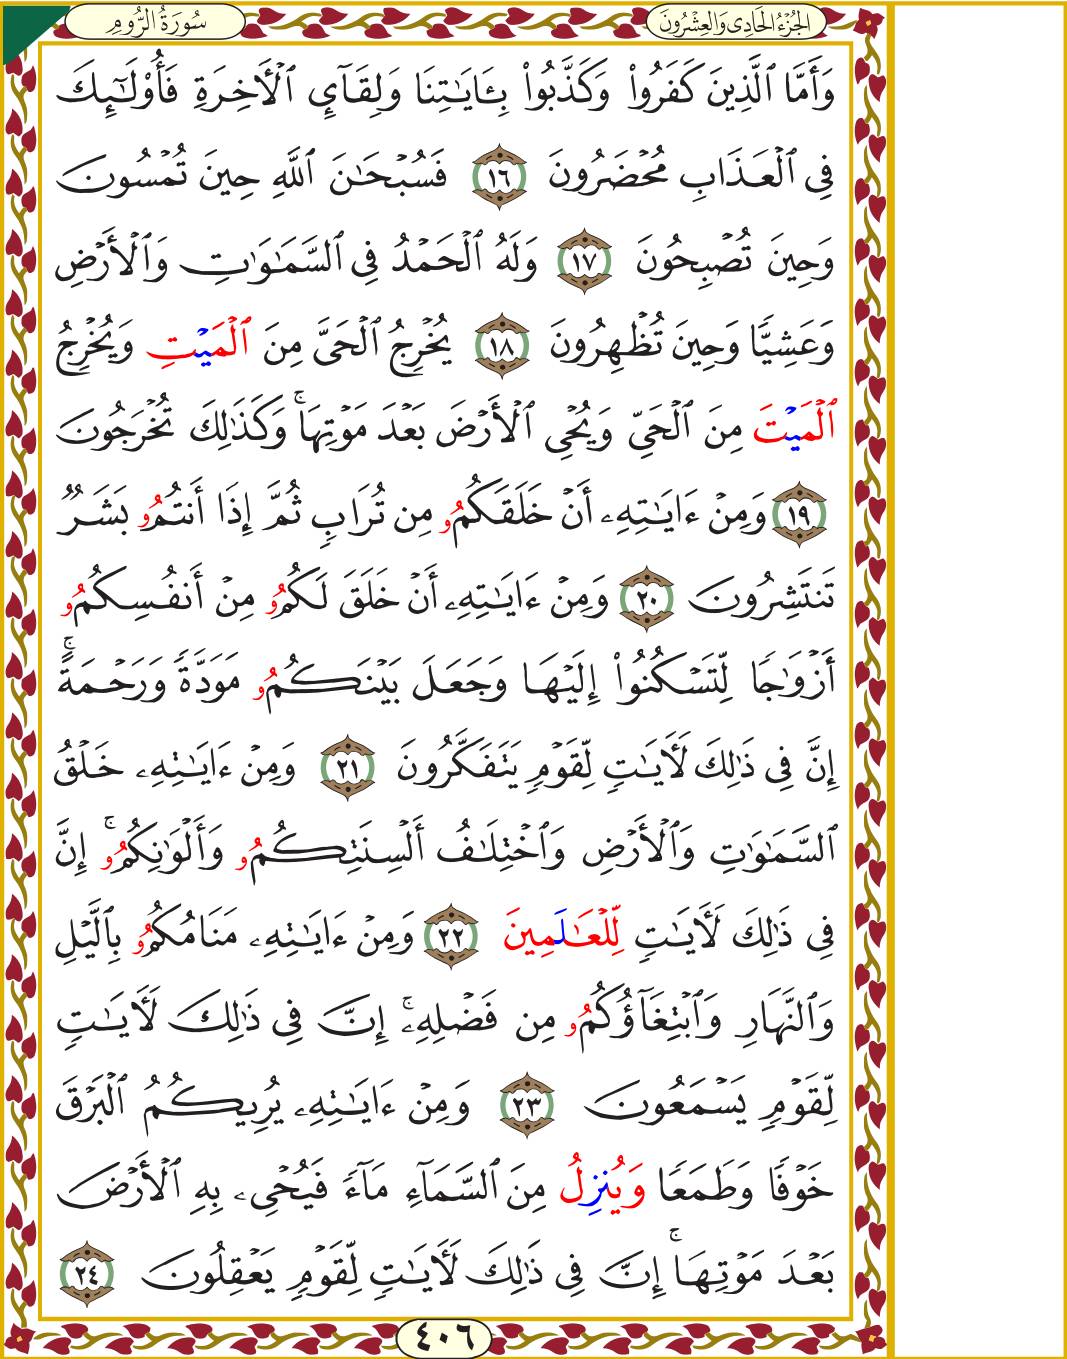 سُورَةُ الرُّومِ
الجُزْءُ الحَادِي وَالعِشْرُونَ
وَأَمَّا ٱلَّذِينَ كَفَرُواْ وَكَذَّبُواْ بِـَٔايَٰتِنَا وَلِقَآيِٕ ٱلْأٓخِرَةِ فَأُوْلَٰٓئِكَ
فِى ٱلْعَذَابِ مُحْضَرُونَ ١٦ فَسُبْحَٰنَ ٱللَّهِ حِينَ تُمْسُونَ
وَحِينَ تُصْبِحُونَ ١٧ وَلَهُ ٱلْحَمْدُ فِى ٱلسَّمَٰوَٰتِ وَٱلْأَرْضِ
وَعَشِيًّا وَحِينَ تُظْهِرُونَ ١٨ يُخْرِجُ ٱلْحَىَّ مِنَ ٱلْمَيْتِ وَيُخْرِجُ
ٱلْمَيْتَ مِنَ ٱلْحَىِّ وَيُحْىِ ٱلْأَرْضَ بَعْدَ مَوْتِهَاۚ وَكَذَٰلِكَ تُخْرَجُونَ
١٩ وَمِنْ ءَايَٰتِهِۦ أَنْ خَلَقَكُمُۥ مِن تُرَابٍ ثُمَّ إِذَا أَنتُمُۥ بَشَرٌ
تَنتَشِرُونَ ٢٠ وَمِنْ ءَايَٰتِهِۦ أَنْ خَلَقَ لَكُمُۥ مِنْ أَنفُسِكُمُۥ
أَزْوَٰجًا لِّتَسْكُنُواْ إِلَيْهَا وَجَعَلَ بَيْنَكُمُۥ مَوَدَّةً وَرَحْمَةًۚ
إِنَّ فِى ذَٰلِكَ لَأٓيَٰتٍ لِّقَوْمٍ يَتَفَكَّرُونَ ٢١ وَمِنْ ءَايَٰتِهِۦ خَلْقُ
ٱلسَّمَٰوَٰتِ وَٱلْأَرْضِ وَٱخْتِلَٰفُ أَلْسِنَتِكُمُۥ وَأَلْوَٰنِكُمُۥۚ إِنَّ
فِى ذَٰلِكَ لَأٓيَٰتٍ لِّلْعَٰلَمِينَ ٢٢ وَمِنْ ءَايَٰتِهِۦ مَنَامُكُمُۥ بِٱلَّيْلِ
وَٱلنَّهَارِ وَٱبْتِغَآؤُكُمُۥ مِن فَضْلِهِۦۚ إِنَّ فِى ذَٰلِكَ لَأٓيَٰتٍ
لِّقَوْمٍ يَسْمَعُونَ ٢٣ وَمِنْ ءَايَٰتِهِۦ يُرِيكُمُ ٱلْبَرْقَ
خَوْفًا وَطَمَعًا وَيُنزِلُ مِنَ ٱلسَّمَآءِ مَآءً فَيُحْىِۦ بِهِ ٱلْأَرْضَ
بَعْدَ مَوْتِهَاۚ إِنَّ فِى ذَٰلِكَ لَأٓيَٰتٍ لِّقَوْمٍ يَعْقِلُونَ ٢٤
٤٠٦